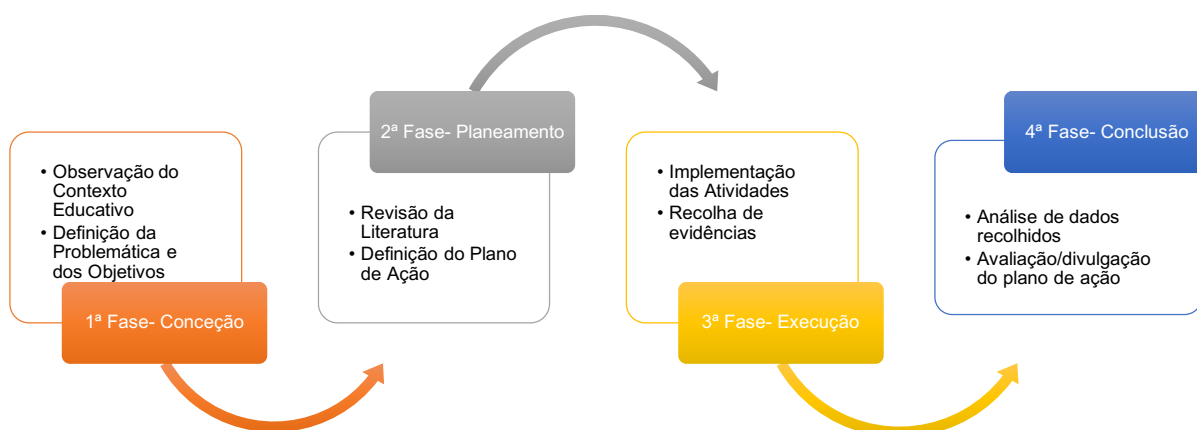 • Observação do
Contexto
Educativo
• Definição da
Problemática e
dos Objetivos
1ª Fase- Conceção
2ª Fase- Planeamento
• Revisão da
Literatura
• Definição do Plano
de Ação
• Implementação
das Atividades
• Recolha de
evidências
3ª Fase- Execução
4ª Fase- Conclusão
• Análise de dados
recolhidos
• Avaliação/divulgação
do plano de ação